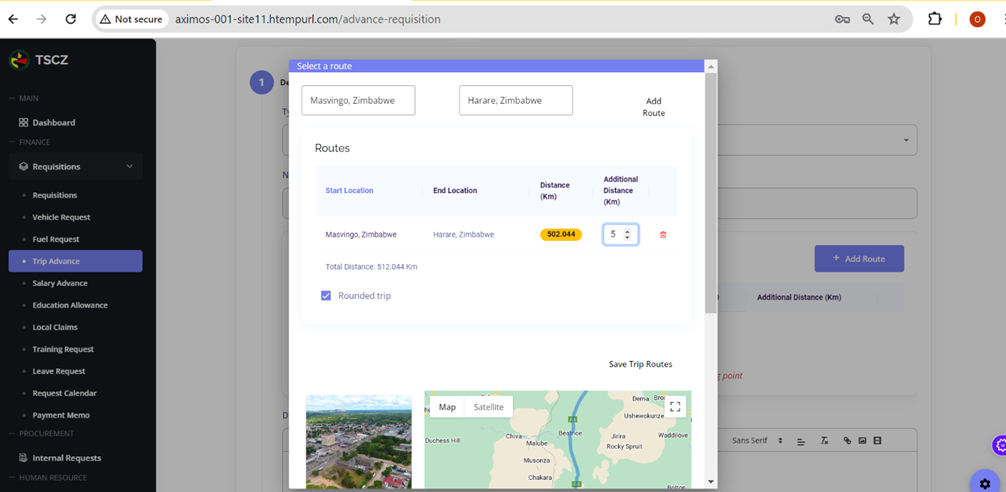 Not secure
aximos-001-site11.htempurl.com/advance-requisition
O
TSCZ
MAIN
Dashboard
FINANCE
Requisitions
Requisitions
Vehicle Request
Fuel Request
Trip Advance
Salary Advance
Education Allowance
Local Claims
Training Request
Leave Request
Request Calendar
Payment Memo
PROCUREMENT
Internal Requests
HUMAN RESOURCE
1
Select a route
Masvingo, Zimbabwe
Harare, Zimbabwe
Add
Route
Routes
Start Location
End Location
Distance
(Km)
Additional
Distance
(Km)
Masvingo, Zimbabwe
Harare, Zimbabwe
502.044
5
Total Distance: 512.044 Km
Rounded trip
Save Trip Routes
Map
Satellite
Duchess Hill
Chiva
Malube
Musonza
Chakara
Beatrice
Dema
Ushewokunze
Jirira
Rocky Spruit
Waddilove
+ Add Route
Additional Distance (Km)
point
Sans Serif